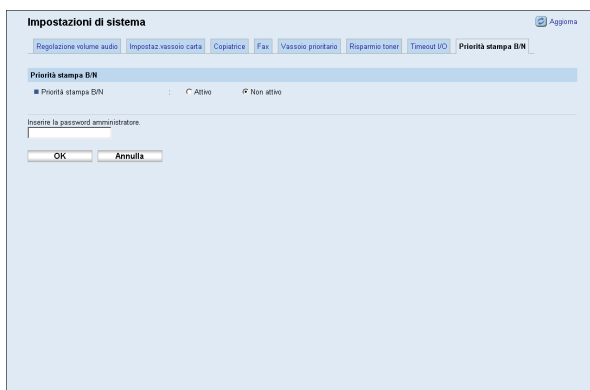 Impostazioni di sistema
Aggiorna
Regolazione volume audio Impostaz.vassoio carta Copiatrice Fax Vassoio prioritario Risparmio toner Timeout I/O Priorità stampa B/N
Priorità stampa B/N
Priorità stampa B/N : Attivo Non attivo
Inserire la password amministratore.
OK Annulla